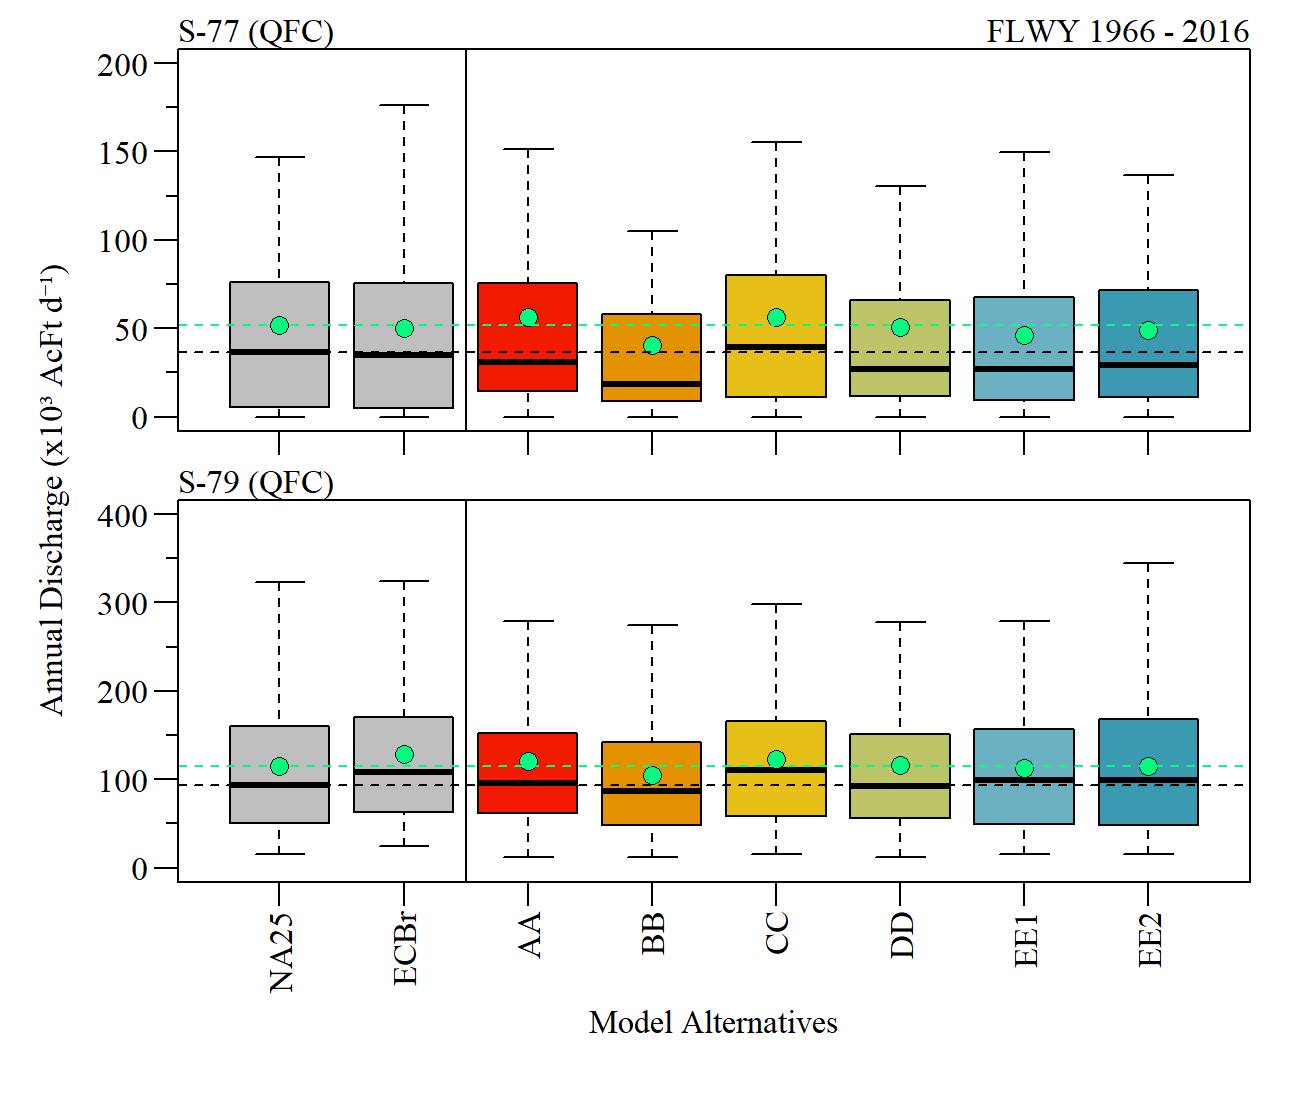 S-77 (QFC)
FLWY 1966 - 2016
200
150
100
50
0
S-79 (QFC)
400
300
200
100
0
Annual Discharge (x10³ AcFt d⁻¹)
NA25
ECBr
AA
BB
CC
DD
EE1
EE2
Model Alternatives